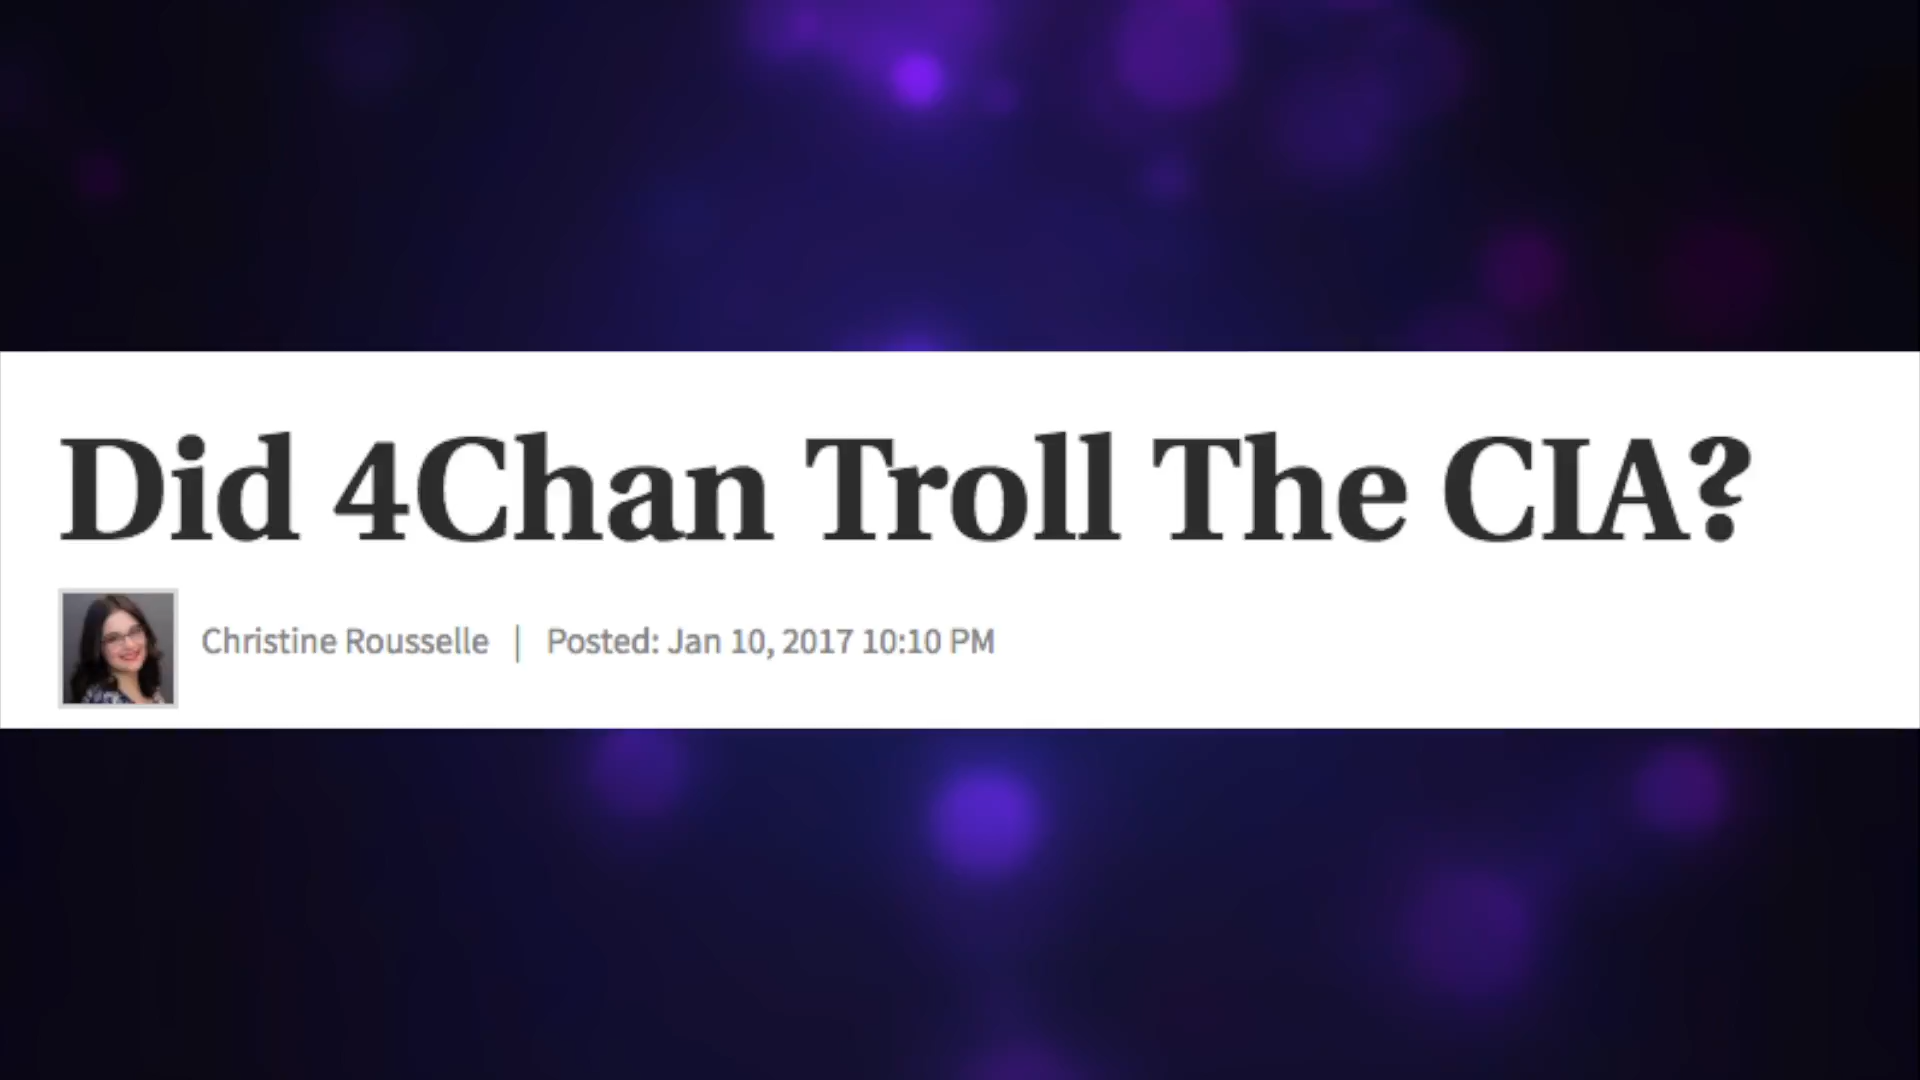 Did 4Chan Troll The CIA?
Christine Rousselle | Posted: Jan 10, 2017 10:10 PM